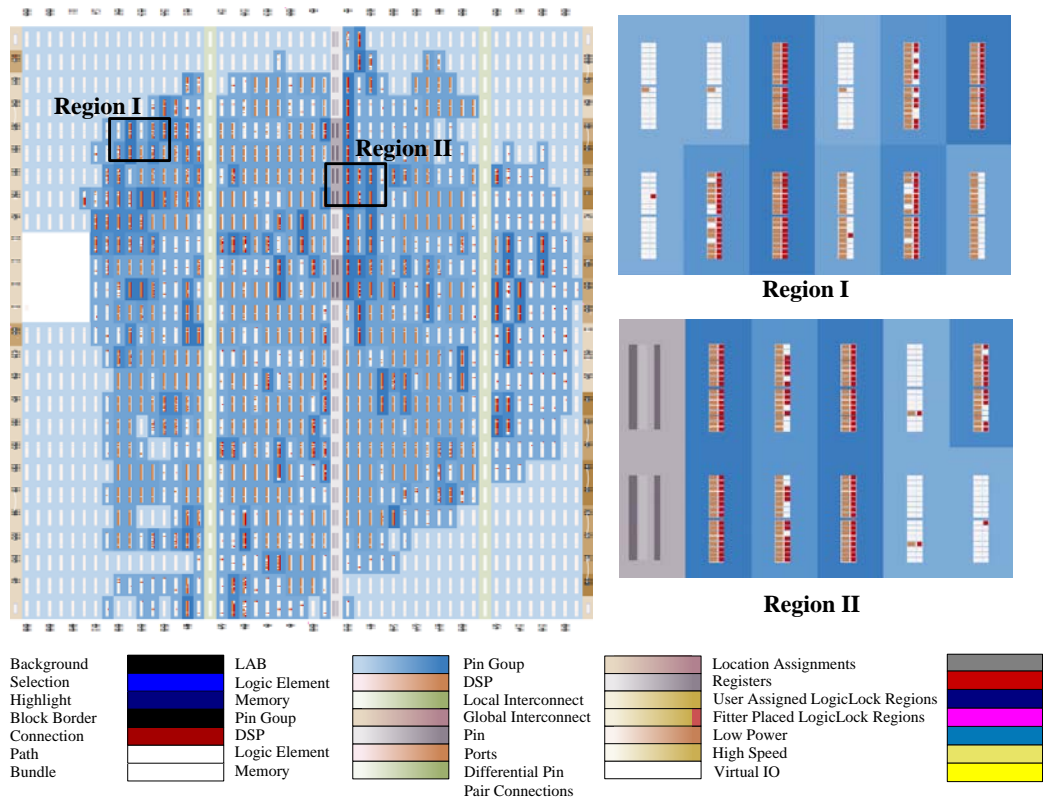 Region I
Region II
Region I
Region II
Background
Selection
Highlight
Block Border
Connection
Path
Bundle
LAB
Logic Element
Memory
Pin Goup
DSP
Logic Element
Memory
Pin Goup
DSP
Local Interconnect
Global Interconnect
Pin
Ports
Differential Pin
Pair Connections
Location Assignments
Registers
User Assigned LogicLock Regions
Fitter Placed LogicLock Regions
Low Power
High Speed
Virtual IO